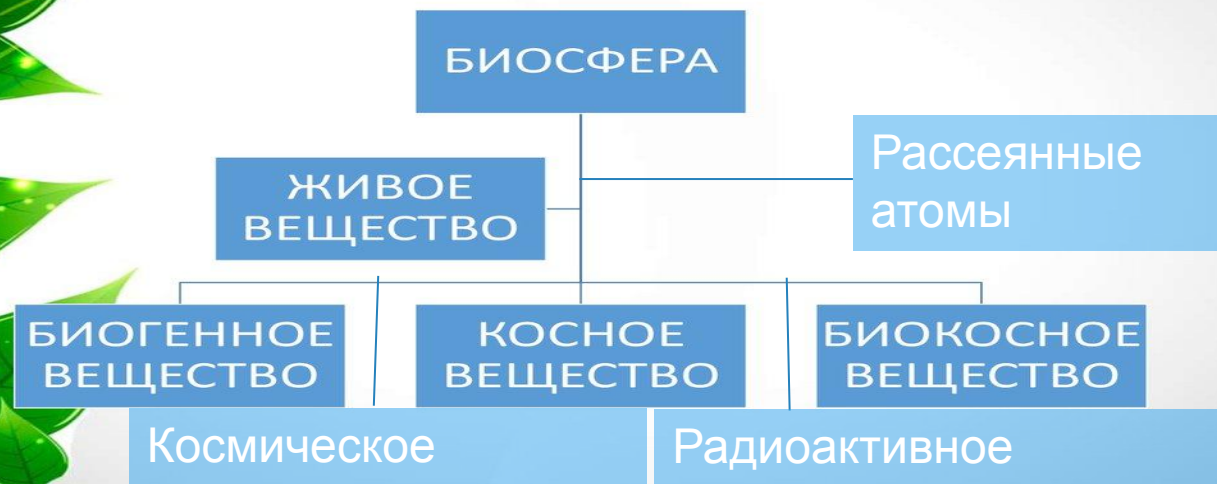 БИОСФЕРА
Рассеянные
атомы
ЖИВОЕ
ВЕЩЕСТВО
БИОГЕННОЕ
ВЕЩЕСТВО
КОСНОЕ
ВЕЩЕСТВО
БИОКОСНОЕ
ВЕЩЕСТВО
Космическое
Радиоактивное